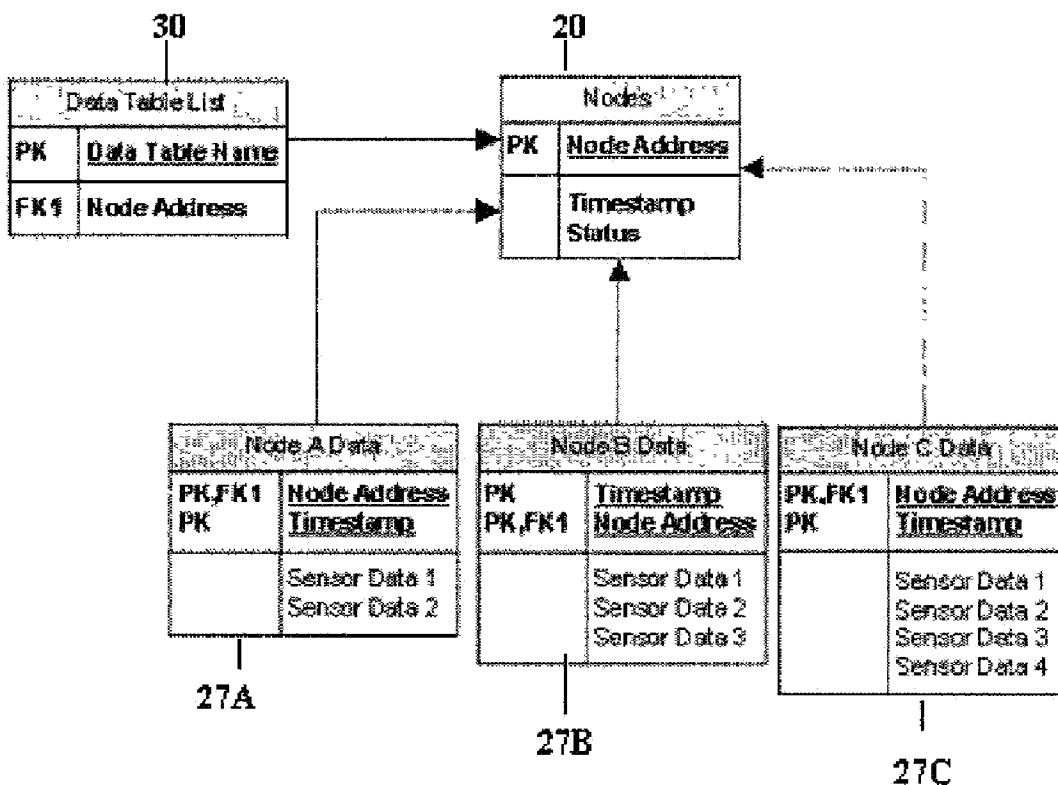 30
20
Data Table List
PK Data Table Name
FK1 Node Address
Nodes
PK Node Address
Timestamp
Status
Node A Data
PK,FK1 Node Address
PK Timestamp
Sensor Data 1
Sensor Data 2
27A
Node B Data
PK Timestamp
PK,FK1 Node Address
Sensor Data 1
Sensor Data 2
Sensor Data 3
27B
Node C Data
PK,FK1 Node Address
PK Timestamp
Sensor Data 1
Sensor Data 2
Sensor Data 3
Sensor Data 4
27C